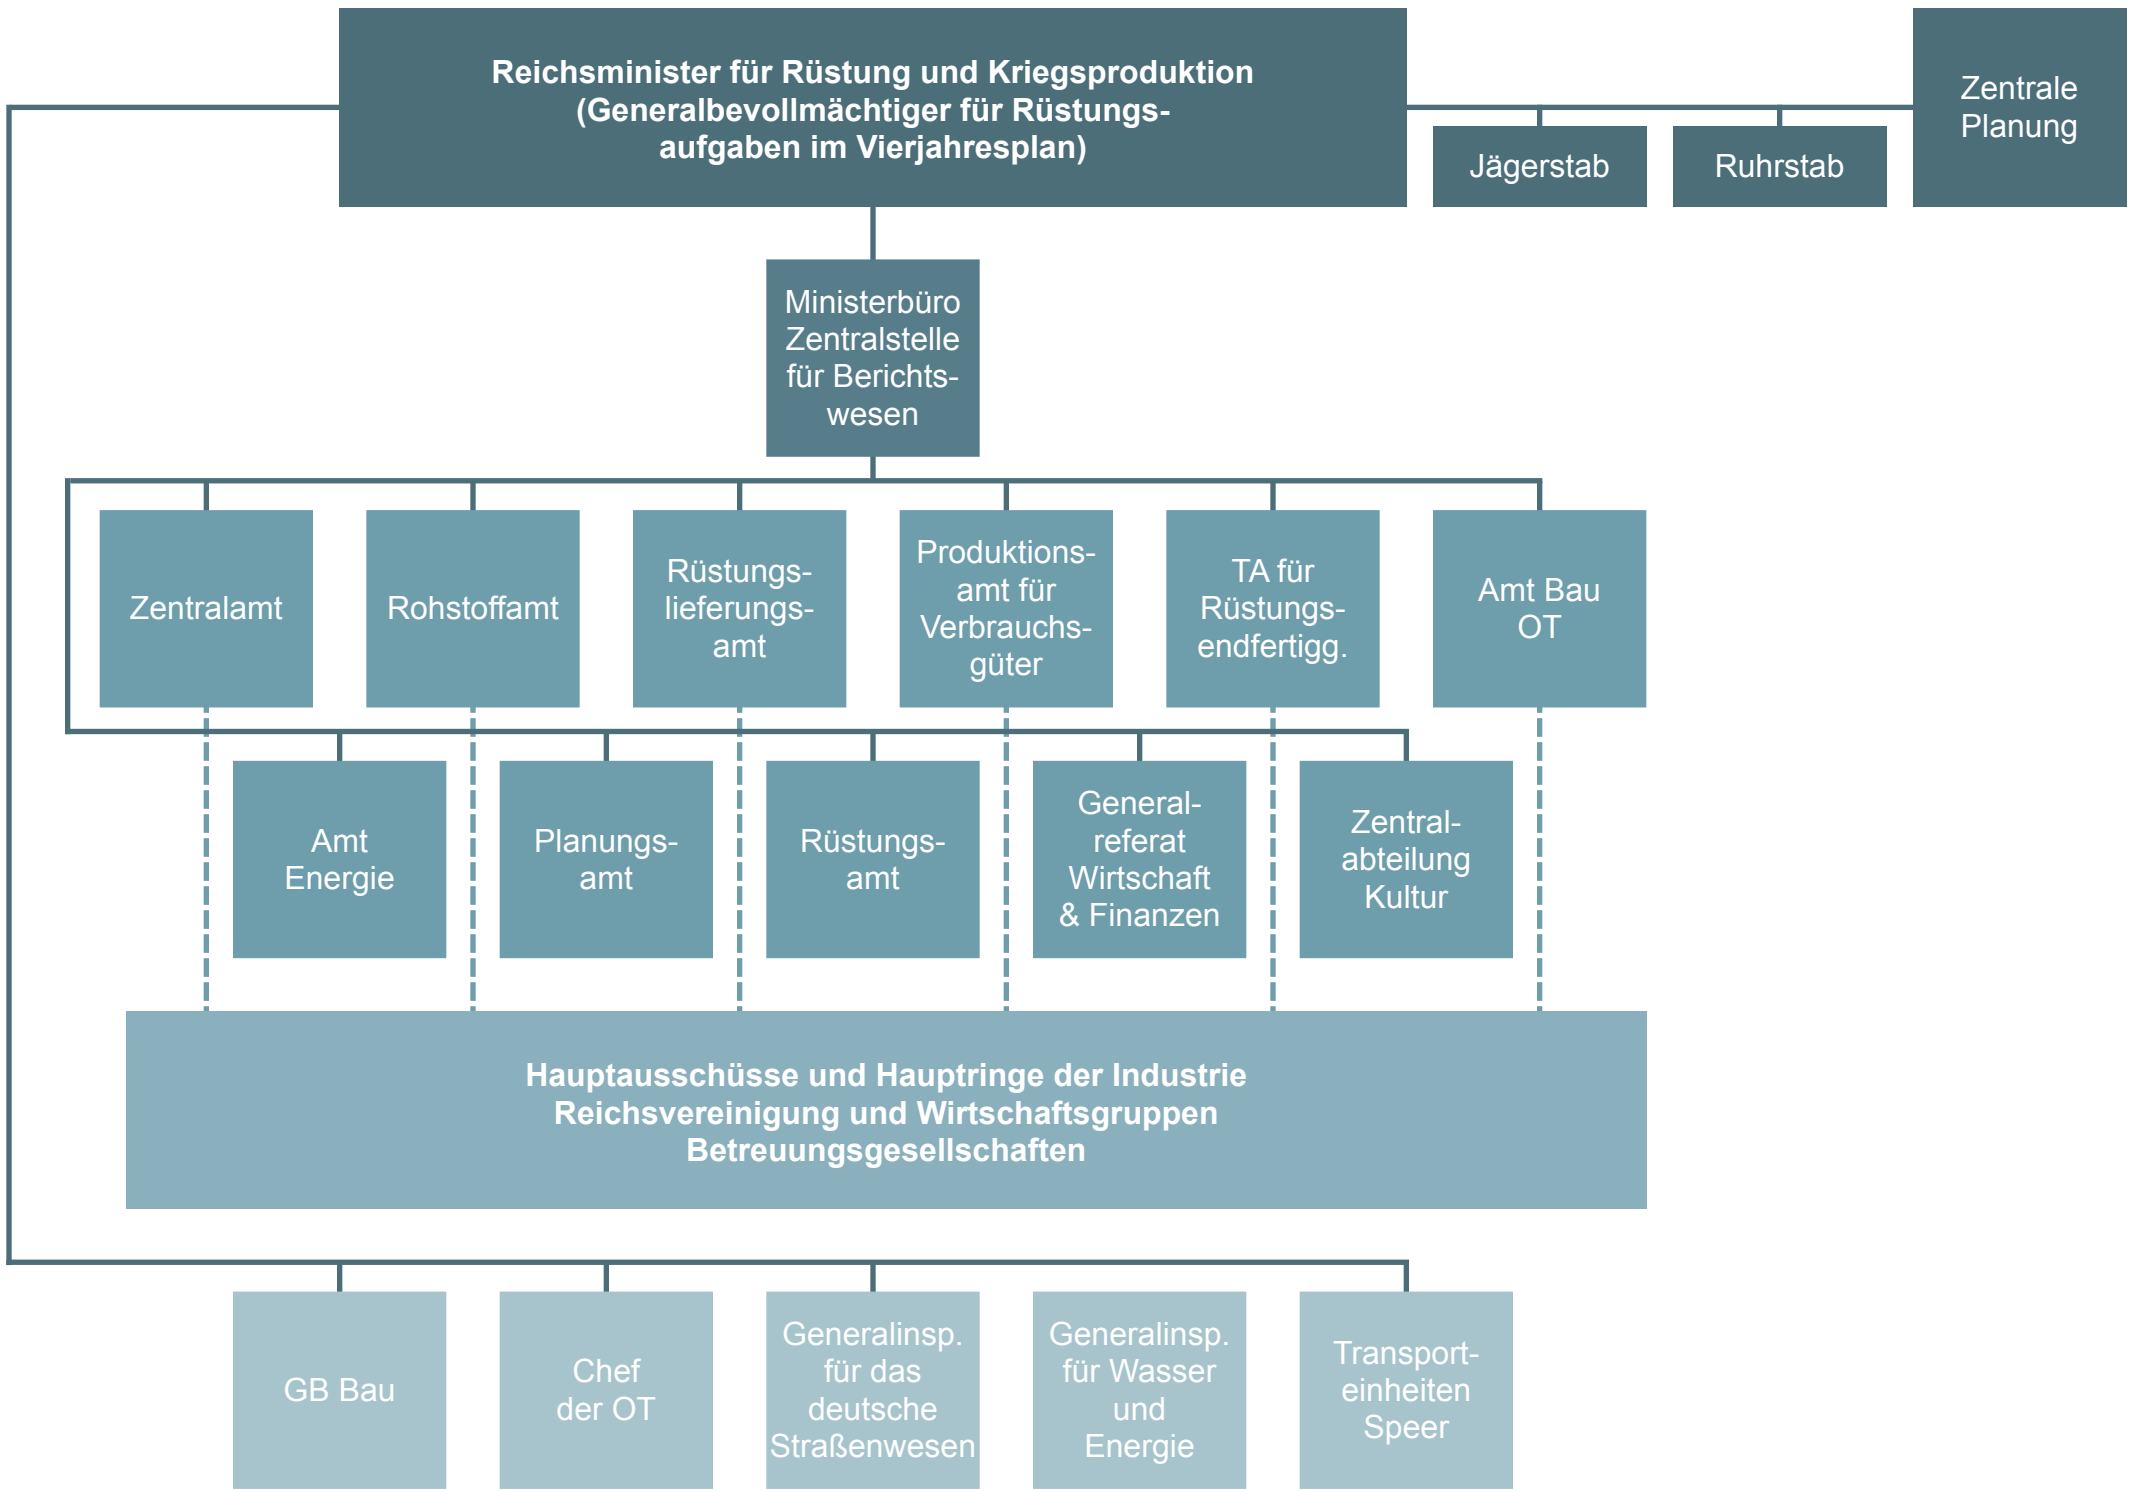 Reichsminister für Rüstung und Kriegsproduktion
(Generalbevollmächtiger für Rüstungs-
aufgaben im Vierjahresplan)
Jägerstab
Ruhrstab
Zentrale
Planung
Ministerbüro
Zentralstelle
für Berichts-
wesen
Zentralamt
Rohstoffamt
Rüstungs-
lieferungs-
amt
Produktions-
amt für
Verbrauchs-
güter
TA für
Rüstungs-
endfertigg.
Amt Bau
OT
Amt
Energie
Planungs-
amt
Rüstungs-
amt
General-
referat
Wirtschaft
& Finanzen
Zentral-
abteilung
Kultur
Hauptausschüsse und Hauptringe der Industrie
Reichsvereinigung und Wirtschaftsgruppen
Betreuungsgesellschaften
GB Bau
Chef
der OT
Generalinsp.
für das
deutsche
Straßenwesen
Generalinsp.
für Wasser
und
Energie
Transport-
einheiten
Speer